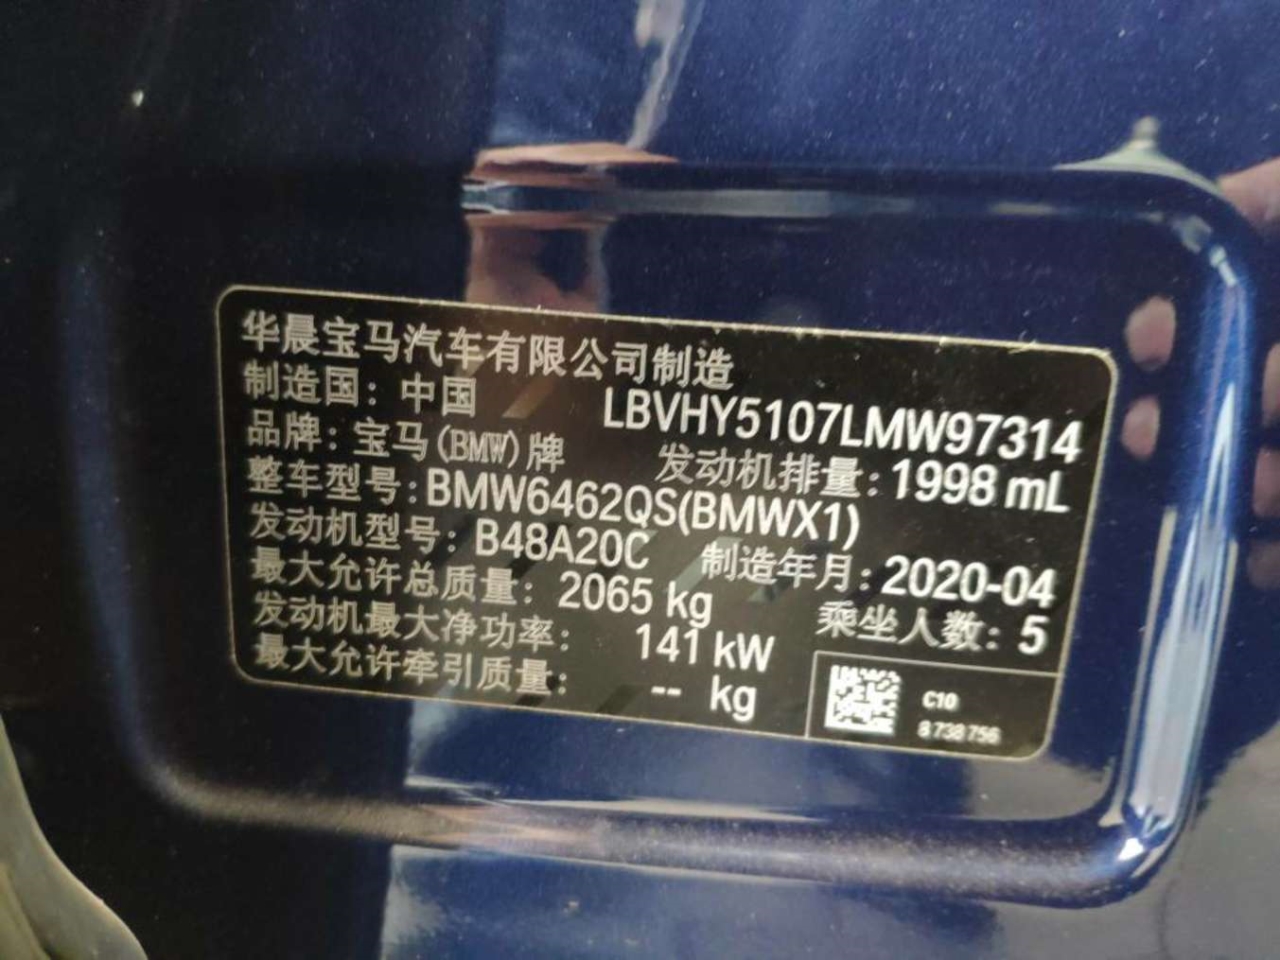 华晨宝马汽车有限公司制造
制造国：中国 LBVHY5107LMW97314
品牌：宝马(BMW)牌 发动机排量：1998 mL
整车型号：BMW6462QS(BMWX1)
发动机型号：B48A20C 制造年月：2020-04
最大允许总质量：2065 kg 乘坐人数：5
发动机最大净功率：141 kW
最大允许牵引质量：-- kg
C10
8738756